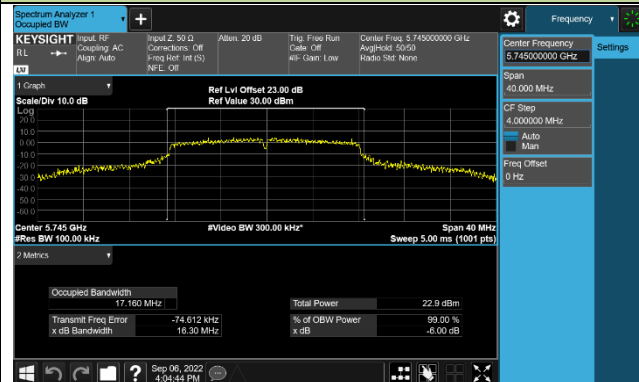 Spectrum Analyzer 1
Occupied BW
Frequency
KEYSIGHT Input: RF Input Z: 50 Ω Atten: 20 dB Trig: Free Run Center Freq: 5.745000000 GHz
RL Coupling: AC Corrections: Off Gate: Off Avg|Hold: 50/50
Align: Auto Freq Ref: Int (S) #IF Gain: Low Radio Std: None
NFE: Off
LXI
Center Frequency
5.745000000 GHz
Settings
Span
40.000 MHz
CF Step
4.000000 MHz
Auto
Man
Freq Offset
0 Hz
1 Graph
Ref Lvl Offset 23.00 dB
Scale/Div 10.0 dB Ref Value 30.00 dBm
Log
20.0
10.0
0.00
-10.0
-20.0
-30.0
-40.0
-50.0
-60.0
Center 5.745 GHz #Video BW 300.00 kHz* Span 40 MHz
#Res BW 100.00 kHz Sweep 5.00 ms (1001 pts)
2 Metrics
Occupied Bandwidth
17.160 MHz Total Power 22.9 dBm
Transmit Freq Error -74.612 kHz % of OBW Power 99.00 %
x dB Bandwidth 16.30 MHz x dB -6.00 dB
Sep 06, 2022
4:04:44 PM